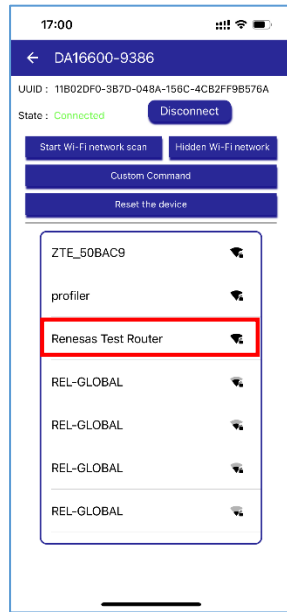 17:00
← DA16600-9386
UUID : 11B02DF0-3B7D-048A-156C-4CB2FF9B576A
State : Connected
Disconnect
Start Wi-Fi network scan
Hidden Wi-Fi network
Custom Command
Reset the device
ZTE_50BAC9
profiler
Renesas Test Router
REL-GLOBAL
REL-GLOBAL
REL-GLOBAL
REL-GLOBAL